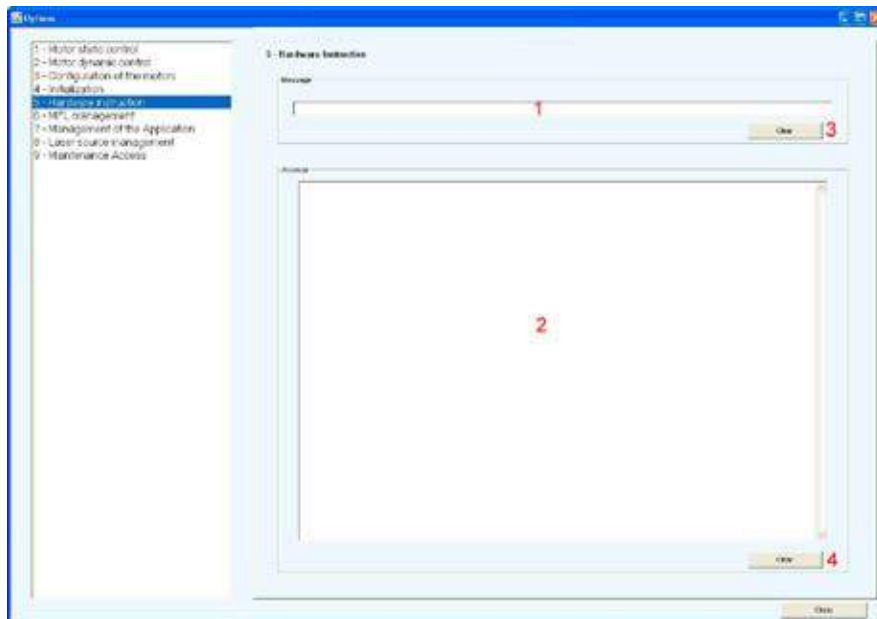 Options
1 - Motor static control
2 - Motor dynamic control
3 - Configuration of the motors
4 - Initialization
5 - Hardware instruction
6 - MFL management
7 - Management of the Application
8 - Laser source management
9 - Maintenance Access
5 - Hardware Instruction
Message
1
Clear
3
Answer
2
Clear
4
Close